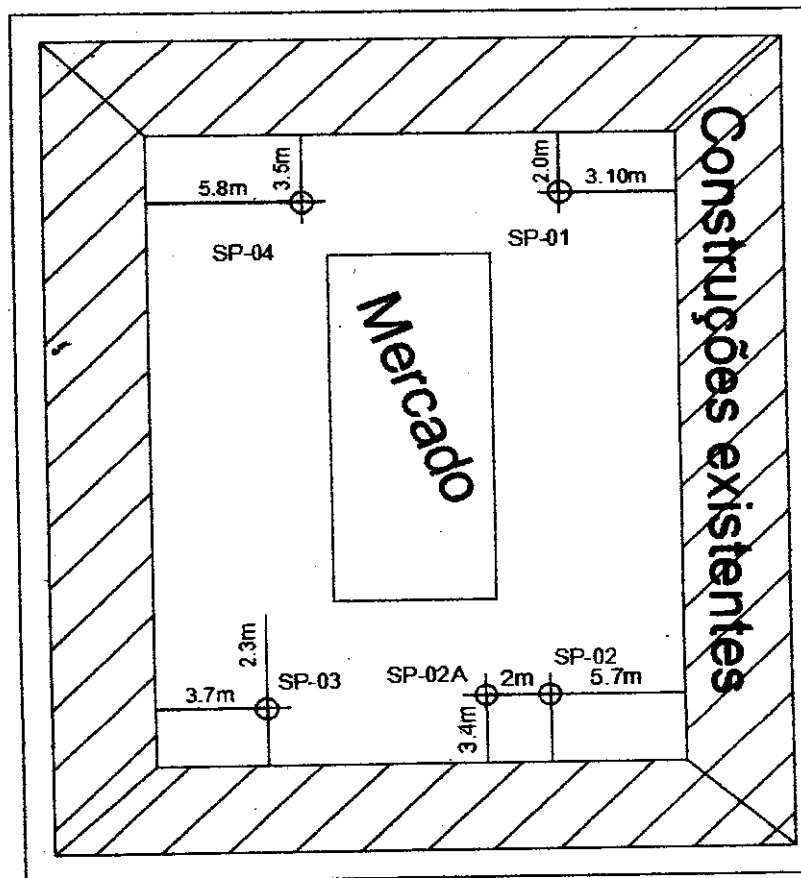 3.5m
2.0m
5.8m
3.10m
SP-04
SP-01
Construções existentes
Mercado
2.3m
SP-03
SP-02A
SP-02
3.7m
2m
5.7m
3.4m